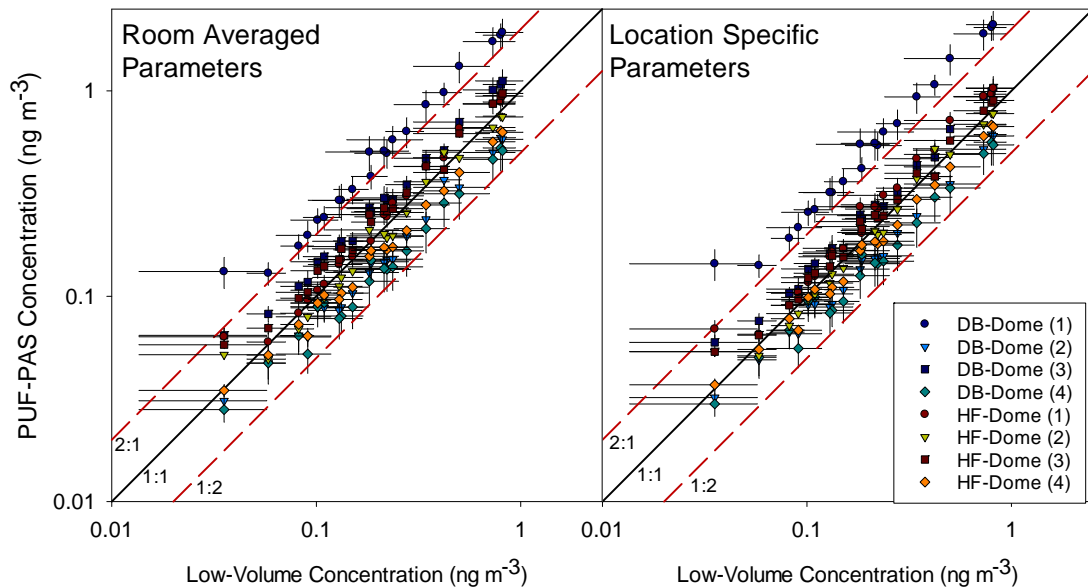 Room Averaged
Parameters
Location Specific
Parameters
PUF-PAS Concentration (ng m⁻³)
1
0.1
0.01
2:1
1:1
1:2
2:1
1:1
1:2
DB-Dome (1)
DB-Dome (2)
DB-Dome (3)
DB-Dome (4)
HF-Dome (1)
HF-Dome (2)
HF-Dome (3)
HF-Dome (4)
0.01 0.1 1 0.01 0.1 1
Low-Volume Concentration (ng m⁻³) Low-Volume Concentration (ng m⁻³)